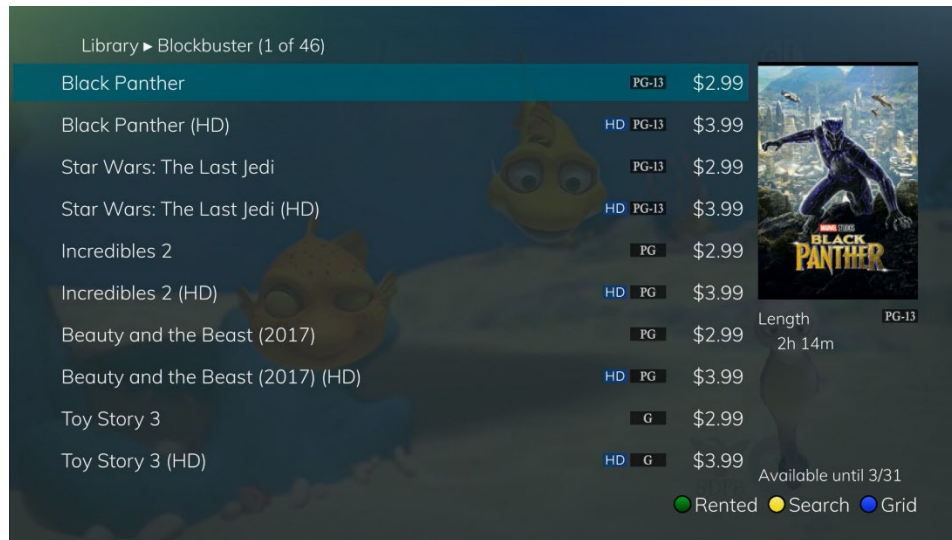 Library ▸ Blockbuster (1 of 46)
Black Panther PG-13 $2.99
Black Panther (HD) HD PG-13 $3.99
Star Wars: The Last Jedi PG-13 $2.99
Star Wars: The Last Jedi (HD) HD PG-13 $3.99
Incredibles 2 PG $2.99
Incredibles 2 (HD) HD PG $3.99
Beauty and the Beast (2017) PG $2.99
Beauty and the Beast (2017) (HD) HD PG $3.99
Toy Story 3 G $2.99
Toy Story 3 (HD) HD G $3.99
MARVEL STUDIOS
BLACK
PANTHER
Length PG-13
2h 14m
Available until 3/31
Rented Search Grid